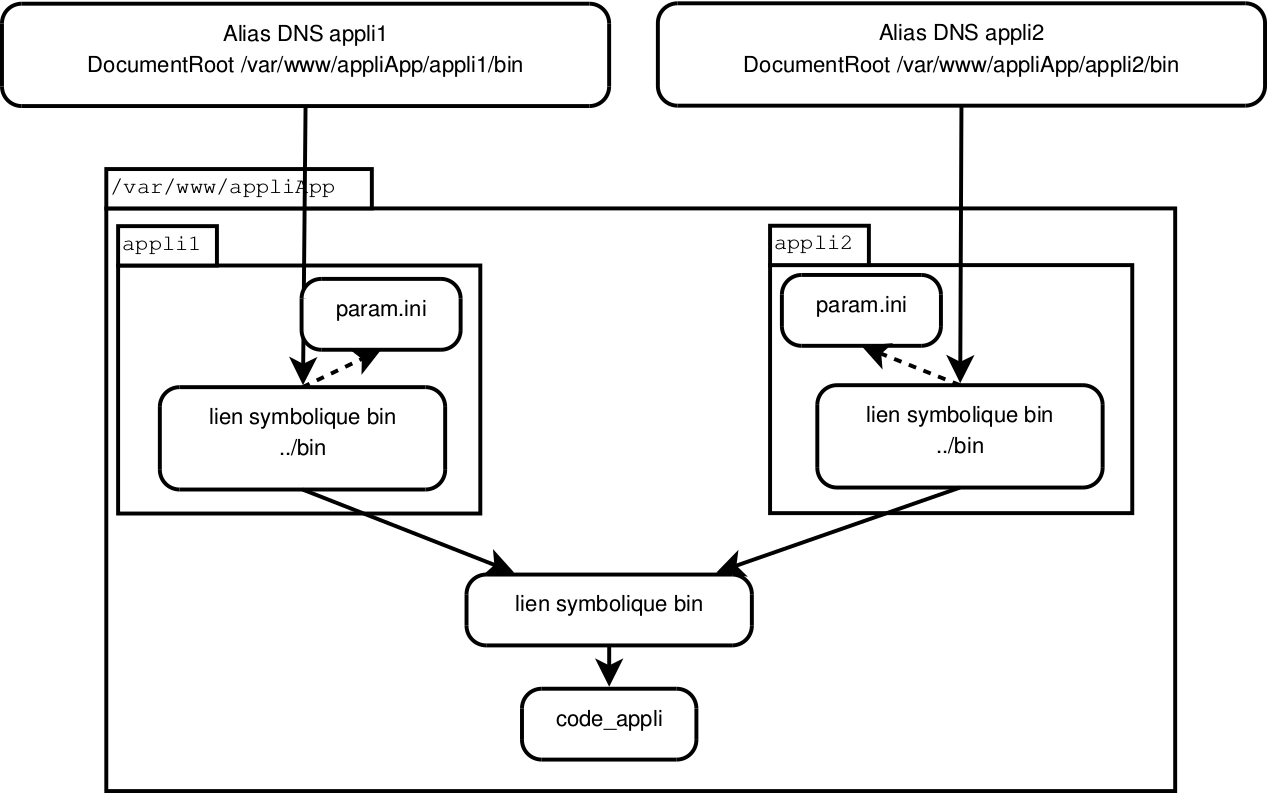 Alias DNS appli1
DocumentRoot /var/www/appliApp/appli1/bin
Alias DNS appli2
DocumentRoot /var/www/appliApp/appli2/bin
/var/www/appliApp
appli1
param.ini
lien symbolique bin
../bin
appli2
param.ini
lien symbolique bin
../bin
lien symbolique bin
code_appli